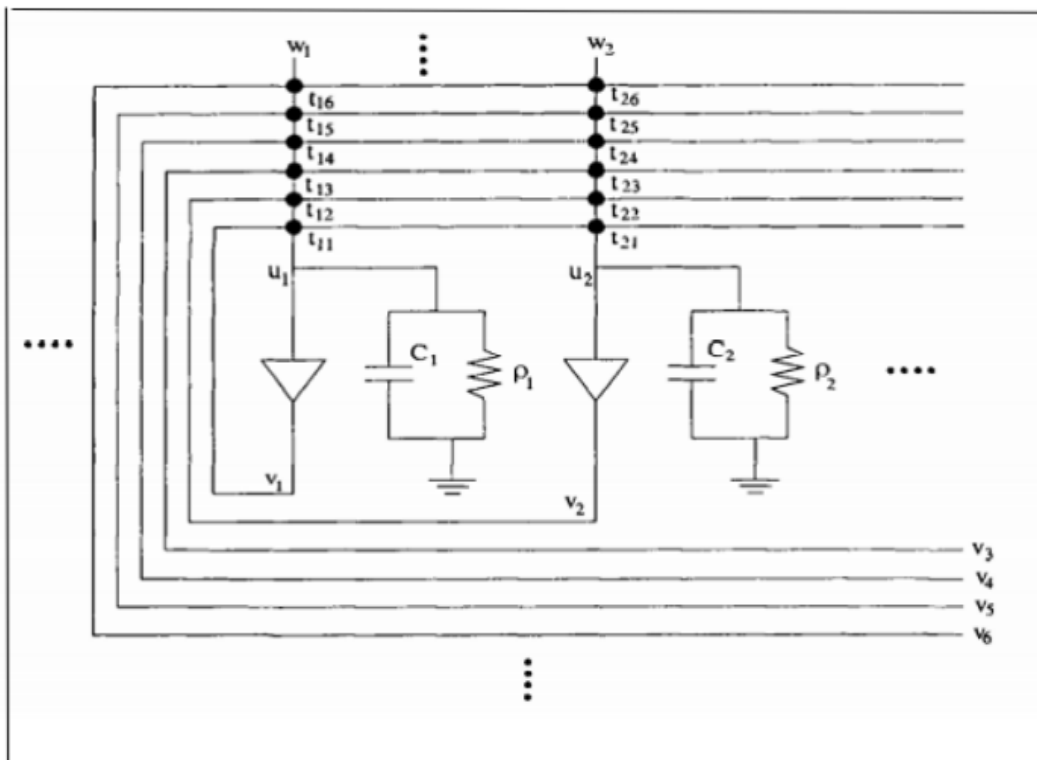 w₁ w₂
t₁₆ t₂₆
t₁₅ t₂₅
t₁₄ t₂₄
t₁₃ t₂₃
t₁₂ t₂₂
t₁₁ t₂₁
u₁ u₂
C₁ ρ₁ C₂ ρ₂
v₁ v₂
v₃
v₄
v₅
v₆